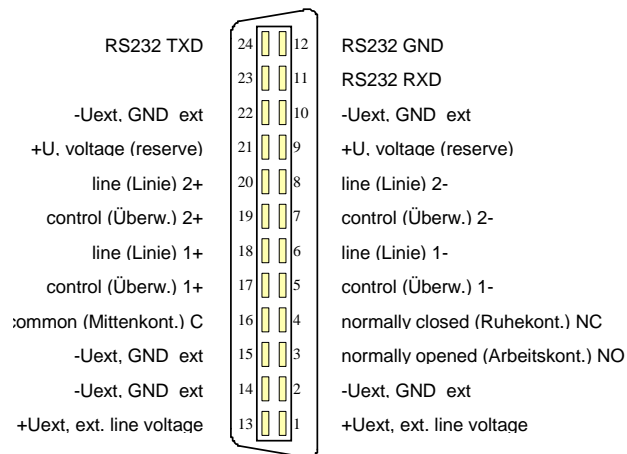 RS232 TXD 24 12 RS232 GND
23 11 RS232 RXD
-Uext, GND ext 22 10 -Uext, GND ext
+U, voltage (reserve) 21 9 +U, voltage (reserve)
line (Linie) 2+ 20 8 line (Linie) 2-
control (Überw.) 2+ 19 7 control (Überw.) 2-
line (Linie) 1+ 18 6 line (Linie) 1-
control (Überw.) 1+ 17 5 control (Überw.) 1-
common (Mittenkont.) C 16 4 normally closed (Ruhekont.) NC
-Uext, GND ext 15 3 normally opened (Arbeitskont.) NO
-Uext, GND ext 14 2 -Uext, GND ext
+Uext, ext. line voltage 13 1 +Uext, ext. line voltage